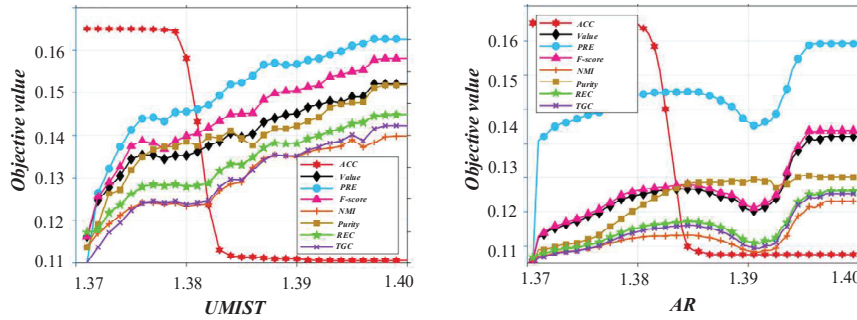 Objective value
0.16
0.15
0.14
0.13
0.12
0.11
1.37
1.38
1.39
1.40
UMIST
ACC
Value
PRE
F-score
NMI
Purity
REC
TGC
Objective value
0.16
0.16
0.14
0.13
0.12
0.11
1.37
1.38
1.39
1.40
AR
ACC
Value
PRE
F-score
NMI
Purity
REC
TGC